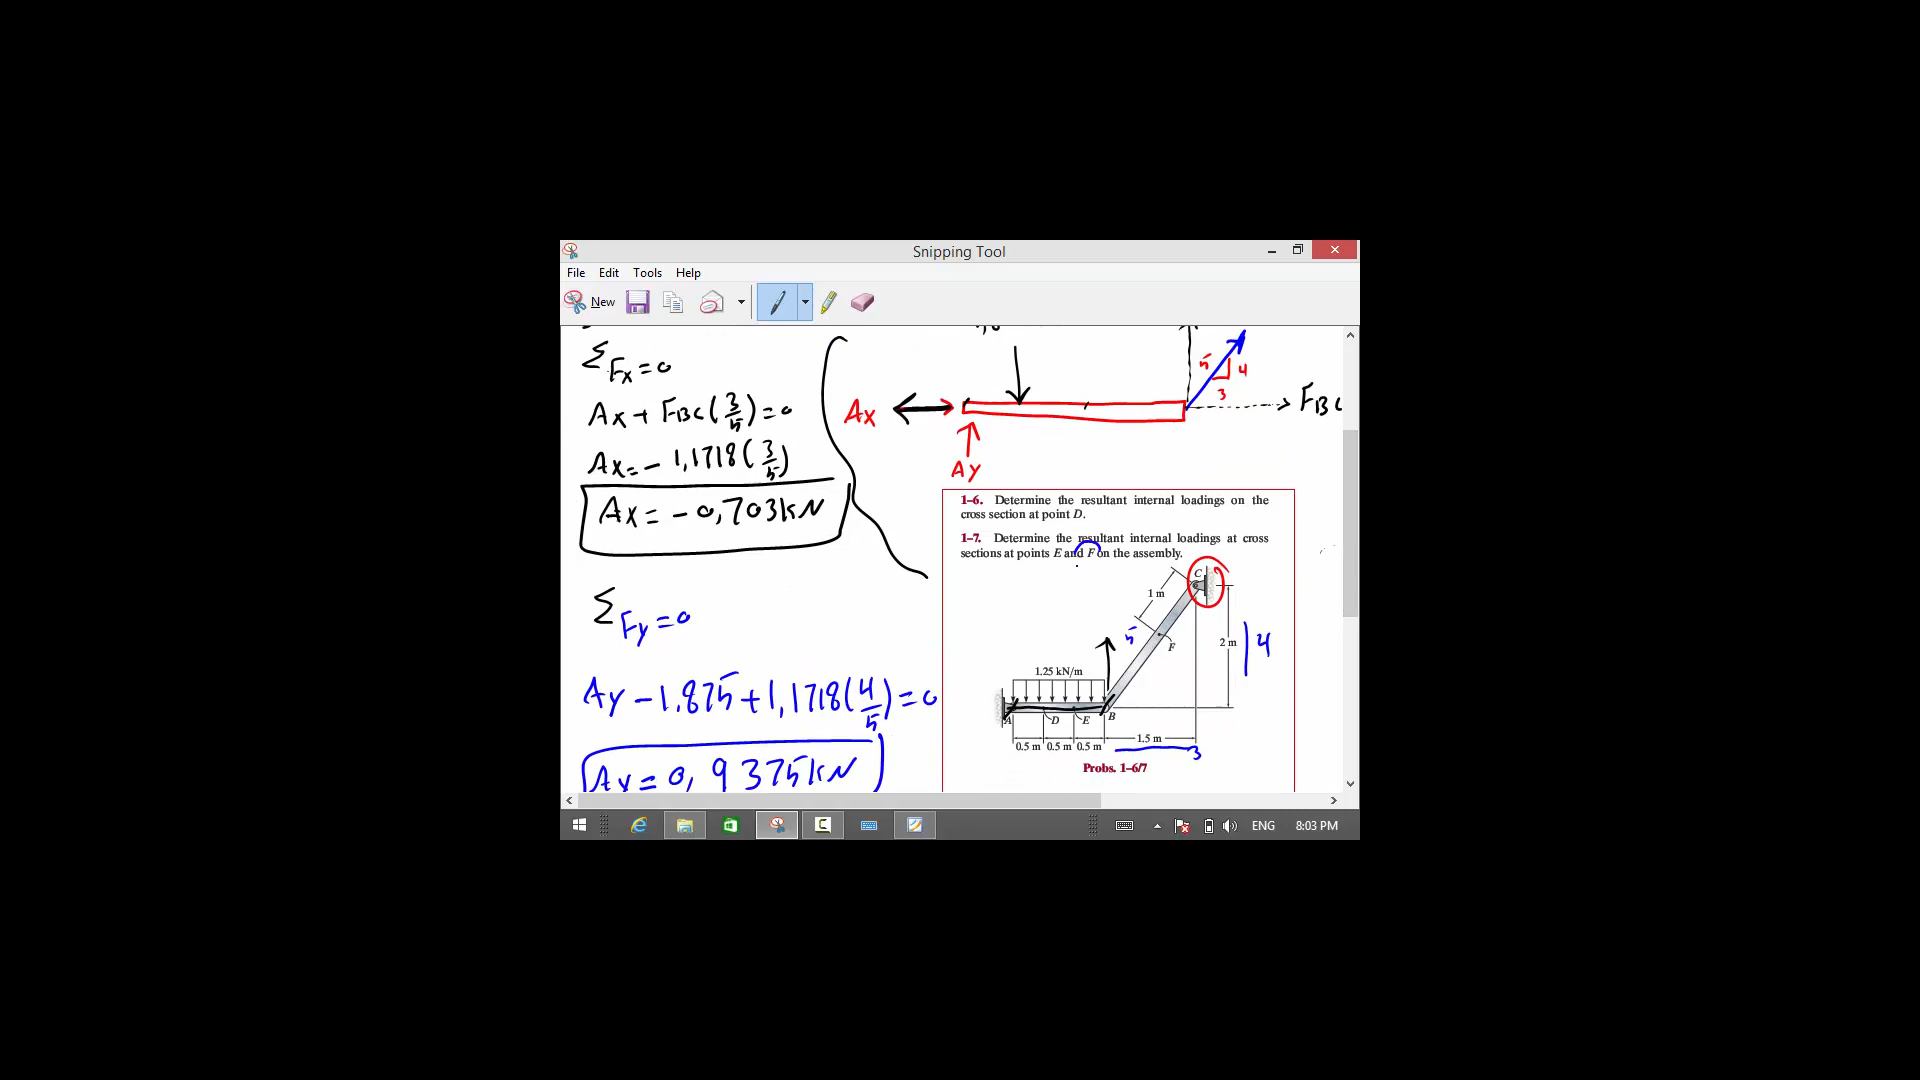 Snipping Tool
File Edit Tools Help
New
ΣFx=0
Ax+FBC(3/5)=0
Ax=-1,1718(3/5)
Ax=-0,703kN
ΣFy=0
Ay-1.875+1,1718(4/5)=0
Ay=0,9375kN
Ax
Ay
5
4
3
FBC
1–6. Determine the resultant internal loadings on the
cross section at point D.
1–7. Determine the resultant internal loadings at cross
sections at points E and F on the assembly.
C
1 m
5
F
2 m
4
1.25 kN/m
A
D
E
B
0.5 m 0.5 m 0.5 m
1.5 m
3
Probs. 1–6/7
ENG 8:03 PM